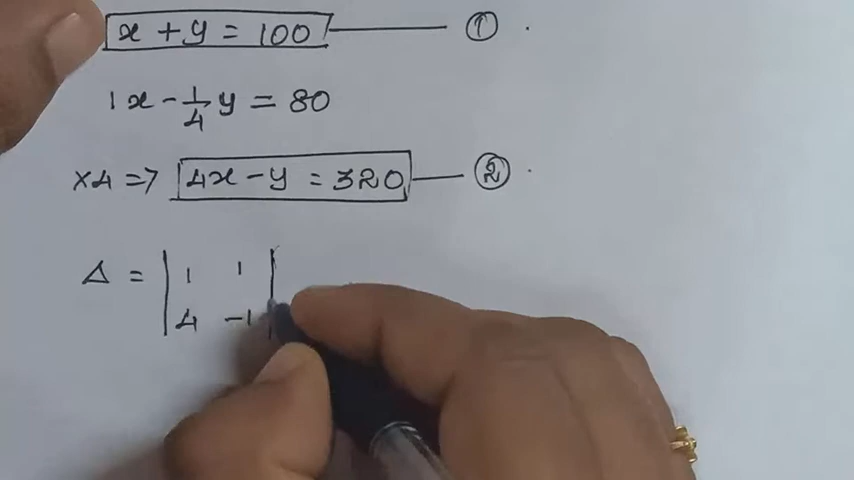 x + y = 100 ——— ①
1x - 1/4 y = 80
×4 => 4x - y = 320 —— ②
Δ = | 1 1 |
| 4 -1 |